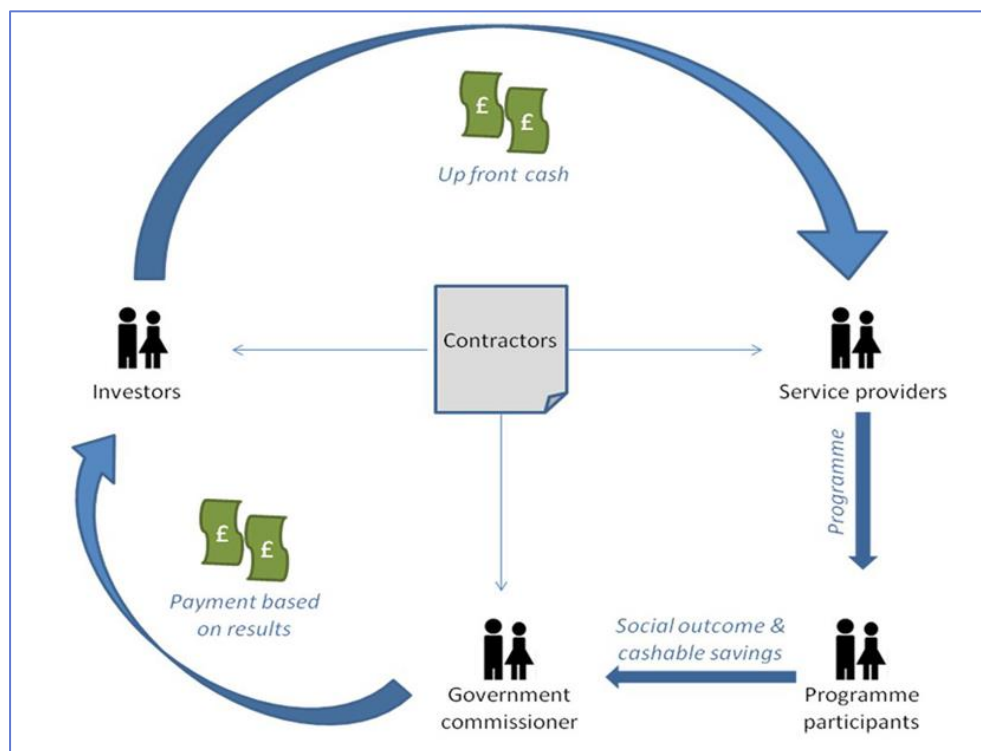 £
£
Up front cash
Contractors
Investors
Service providers
Programme
£
£
Payment based
on results
Social outcome &
cashable savings
Government
commissioner
Programme
participants